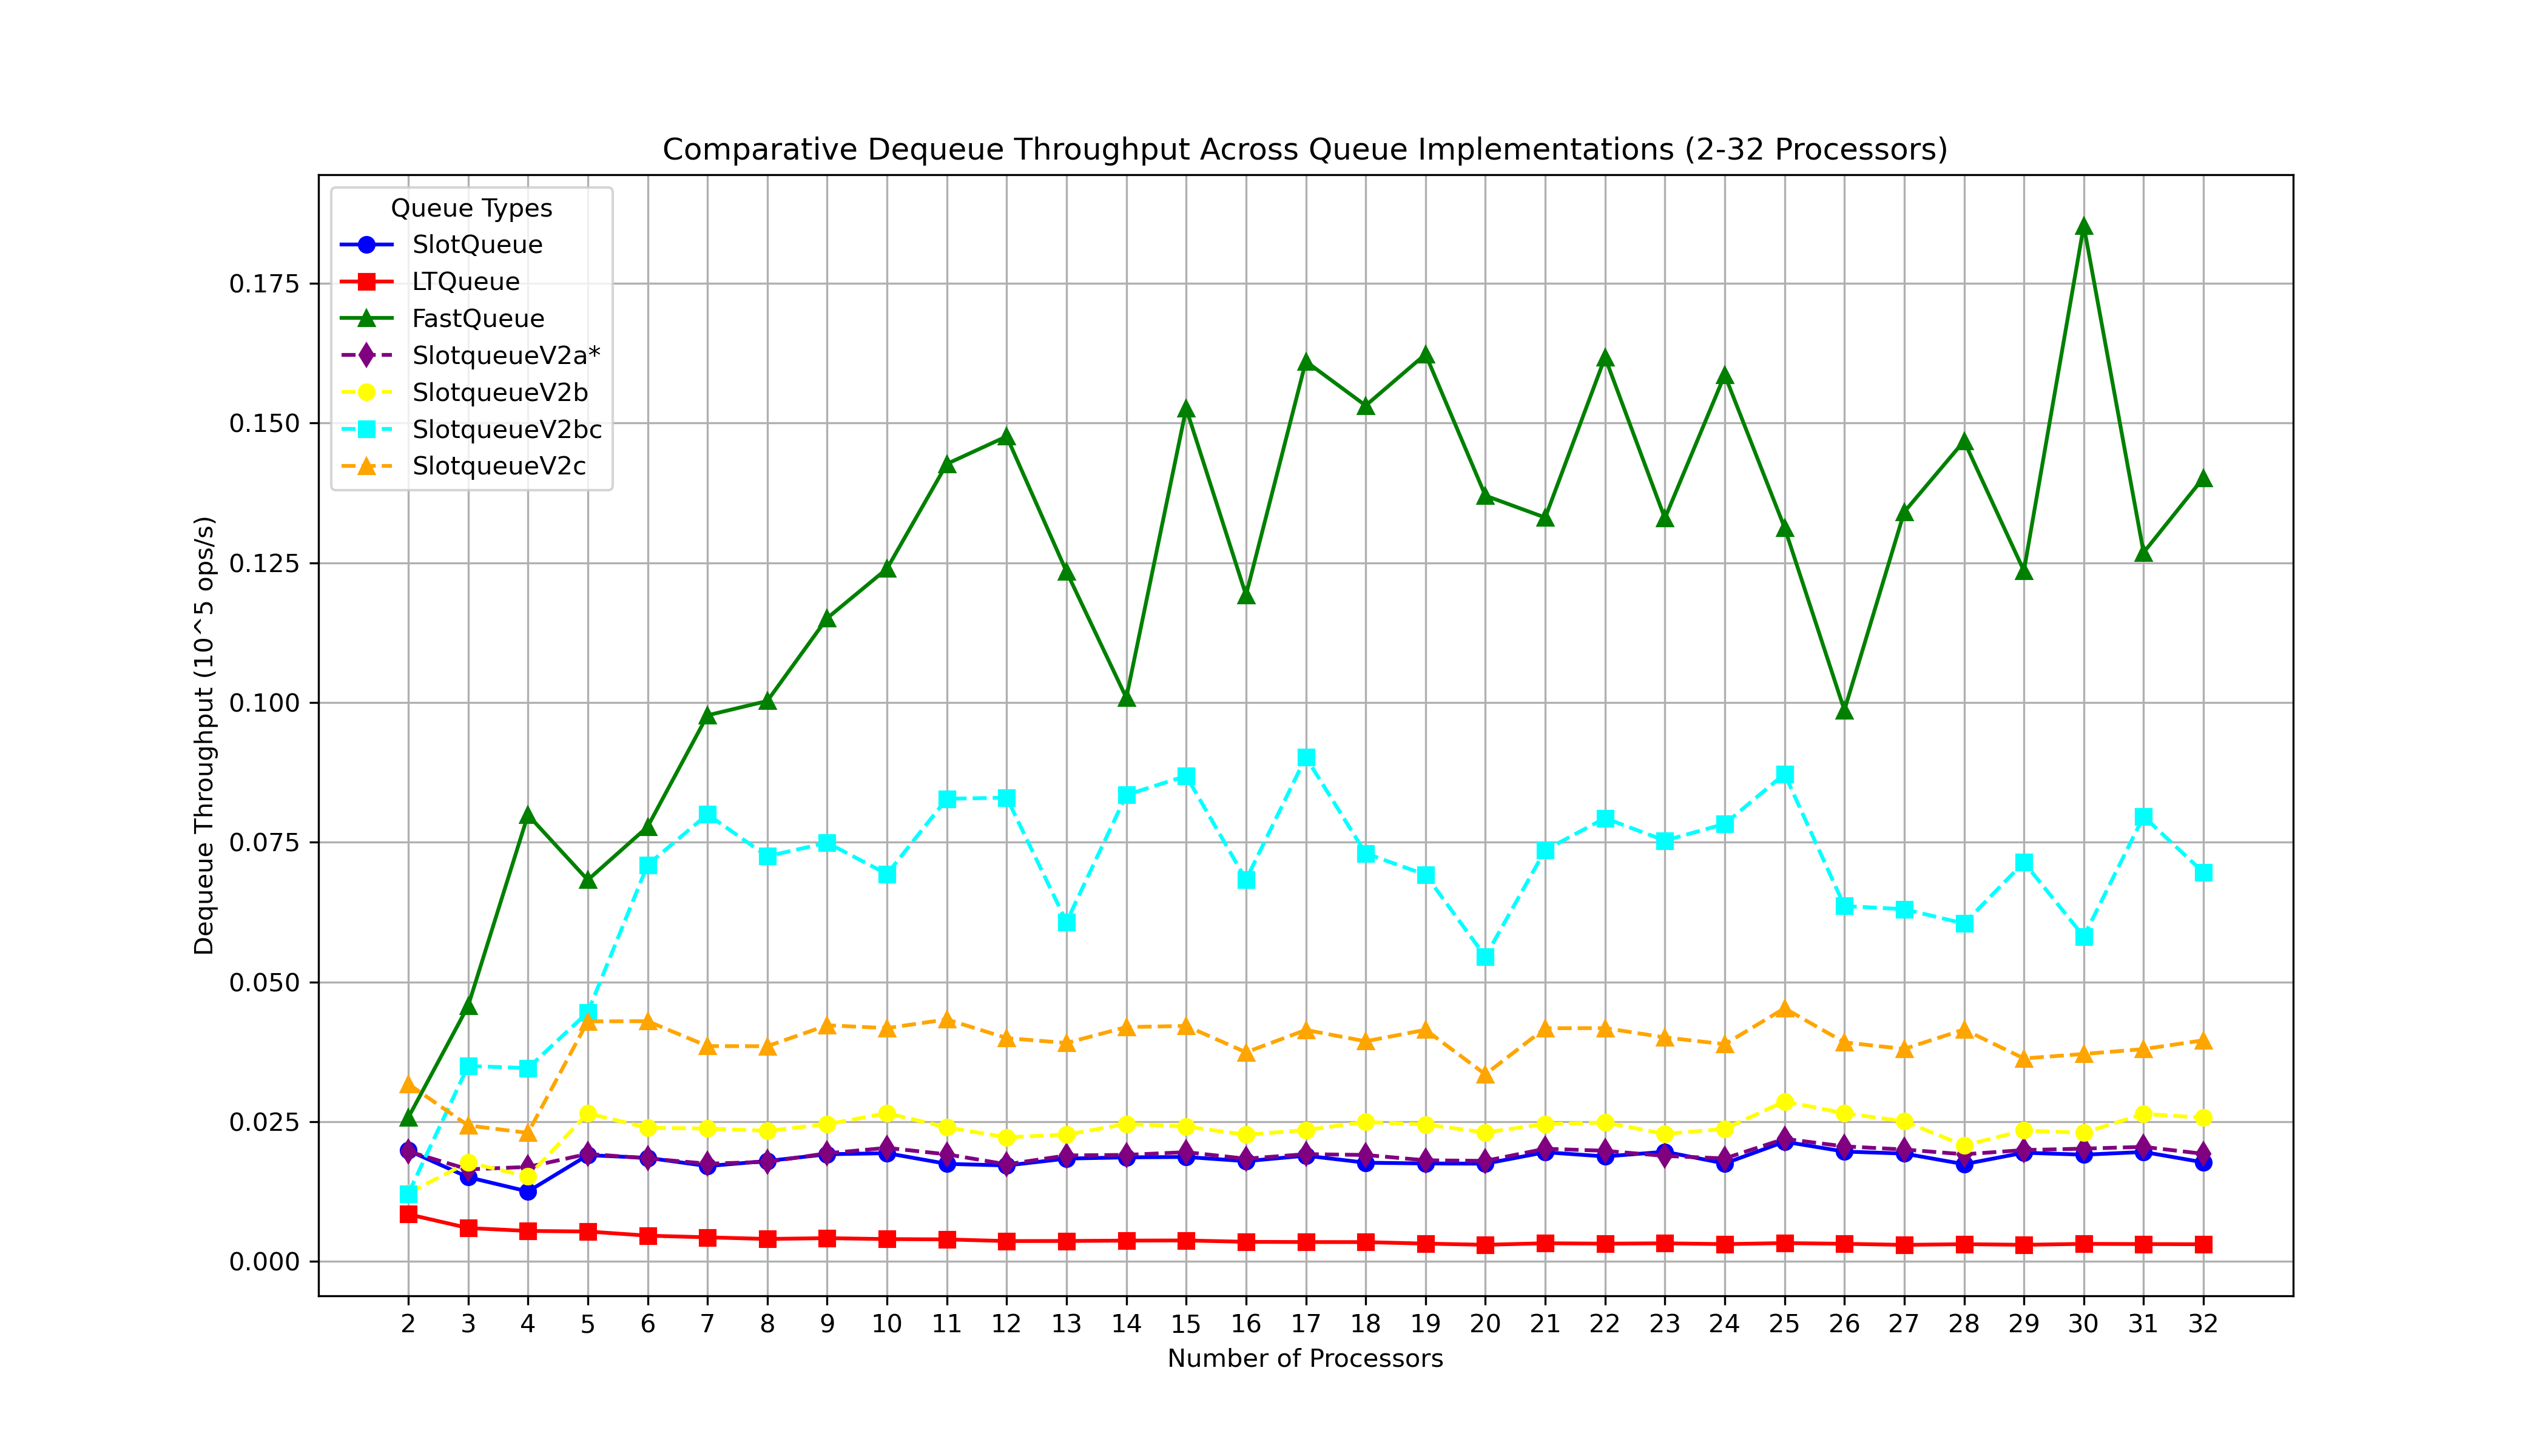 Comparative Dequeue Throughput Across Queue Implementations (2-32 Processors)
Queue Types
SlotQueue
LTQueue
FastQueue
SlotqueueV2a*
SlotqueueV2b
SlotqueueV2bc
SlotqueueV2c
Dequeue Throughput (10^5 ops/s)
0.175
0.150
0.125
0.100
0.075
0.050
0.025
0.000
2 3 4 5 6 7 8 9 10 11 12 13 14 15 16 17 18 19 20 21 22 23 24 25 26 27 28 29 30 31 32
Number of Processors